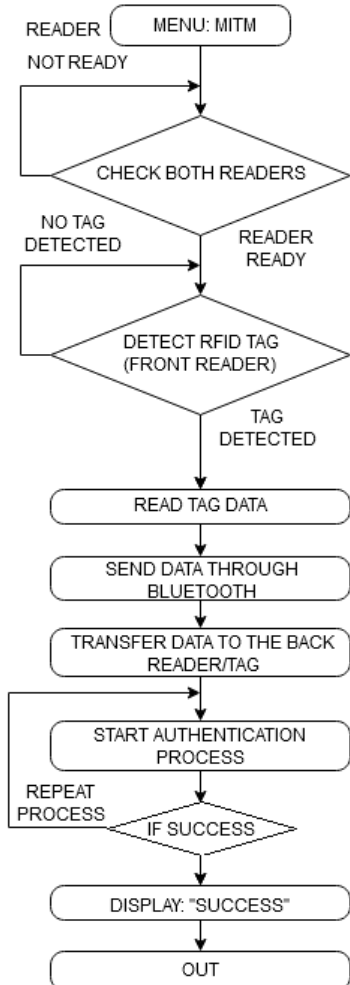 READER
MENU: MITM
NOT READY
CHECK BOTH READERS
NO TAG
DETECTED
READER
READY
DETECT RFID TAG
(FRONT READER)
TAG
DETECTED
READ TAG DATA
SEND DATA THROUGH
BLUETOOTH
TRANSFER DATA TO THE BACK
READER/TAG
START AUTHENTICATION
PROCESS
REPEAT
PROCESS
IF SUCCESS
DISPLAY: "SUCCESS"
OUT